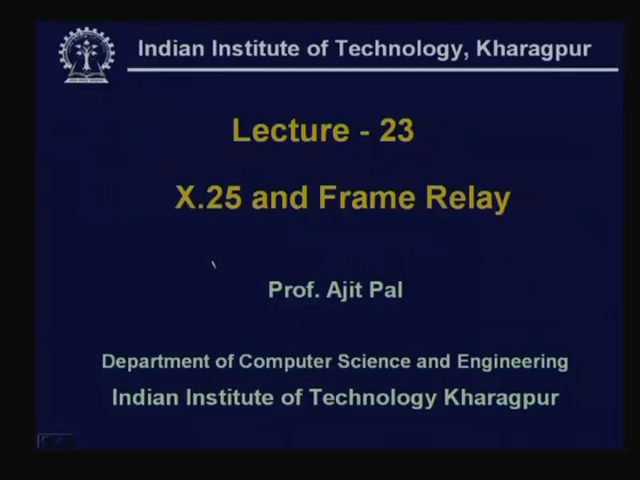 Indian Institute of Technology, Kharagpur
Lecture - 23
X.25 and Frame Relay
Prof. Ajit Pal
Department of Computer Science and Engineering
Indian Institute of Technology Kharagpur